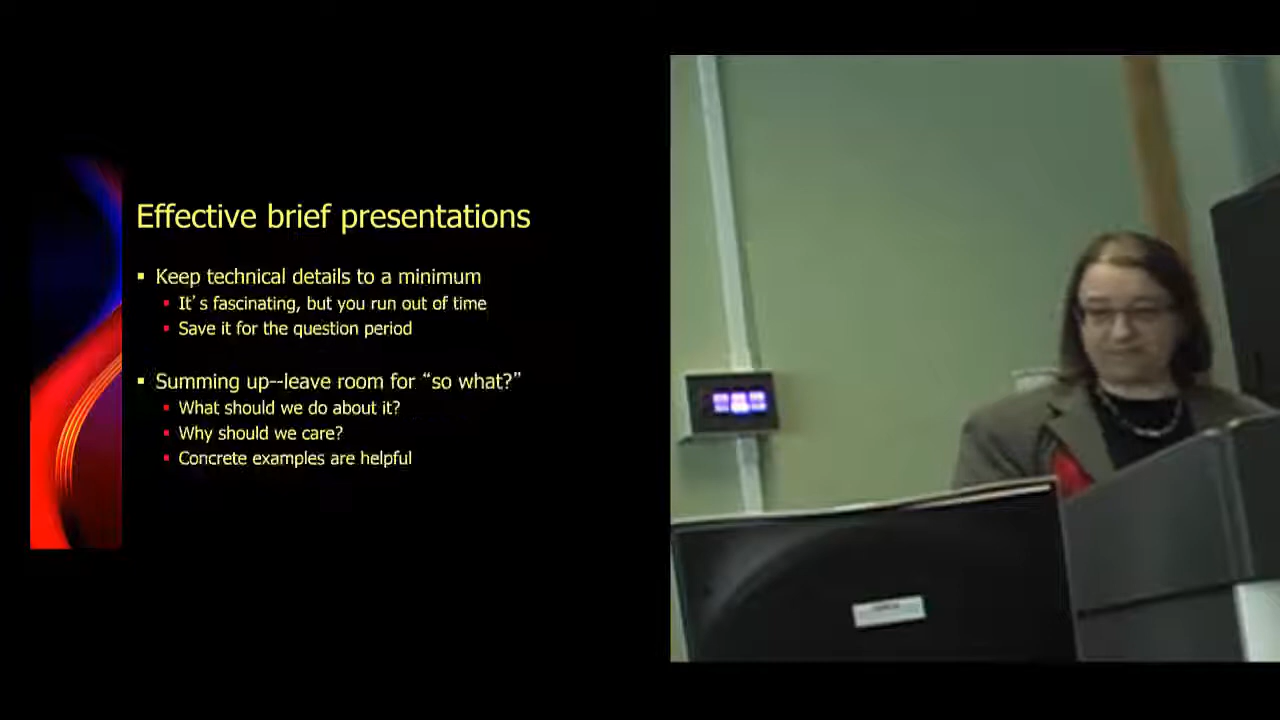 Effective brief presentations
▪ Keep technical details to a minimum
▪ It's fascinating, but you run out of time
▪ Save it for the question period
▪ Summing up--leave room for “so what?”
▪ What should we do about it?
▪ Why should we care?
▪ Concrete examples are helpful